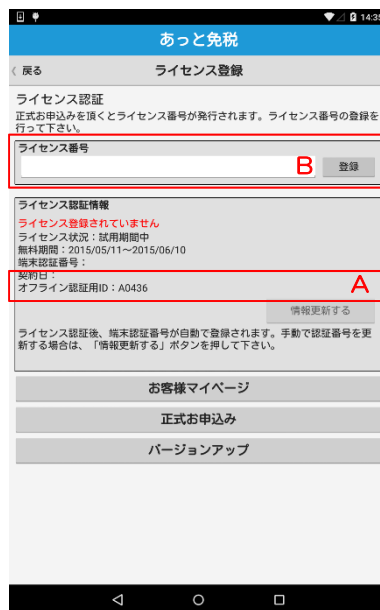 14:35
あっと免税
戻る
ライセンス登録
ライセンス認証
正式お申込みを頂くとライセンス番号が発行されます。ライセンス番号の登録を
行って下さい。
ライセンス番号
B
登録
ライセンス認証情報
ライセンス登録されていません
ライセンス状況：試用期間中
無料期間：2015/05/11～2015/06/10
端末認証番号：
契約日：
オフライン認証用ID：A0436
A
情報更新する
ライセンス認証後、端末認証番号が自動で登録されます。手動で認証番号を更
新する場合は、「情報更新する」ボタンを押して下さい。
お客様マイページ
正式お申込み
バージョンアップ